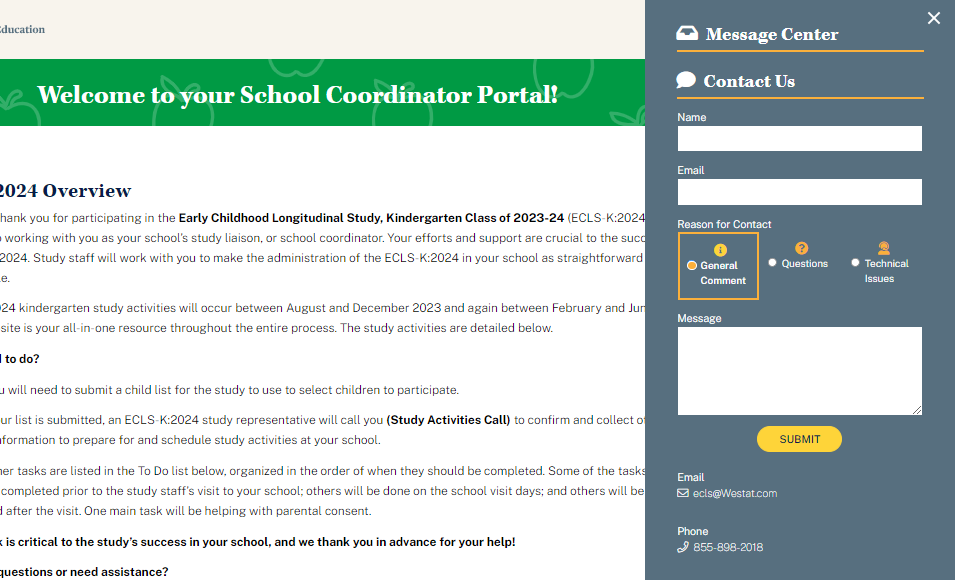 Education
Welcome to your School Coordinator Portal!
2024 Overview
hank you for participating in the Early Childhood Longitudinal Study, Kindergarten Class of 2023-24 (ECLS-K:2024
working with you as your school's study liaison, or school coordinator. Your efforts and support are crucial to the succ
2024. Study staff will work with you to make the administration of the ECLS-K:2024 in your school as straightforward
e.
24 kindergarten study activities will occur between August and December 2023 and again between February and Jun
site is your all-in-one resource throughout the entire process. The study activities are detailed below.
to do?
u will need to submit a child list for the study to use to select children to participate.
ur list is submitted, an ECLS-K:2024 study representative will call you (Study Activities Call) to confirm and collect o
nformation to prepare for and schedule study activities at your school.
her tasks are listed in the To Do list below, organized in the order of when they should be completed. Some of the tasks
completed prior to the study staff's visit to your school; others will be done on the school visit days; and others will be
d after the visit. One main task will be helping with parental consent.
k is critical to the study's success in your school, and we thank you in advance for your help!
questions or need assistance?
Message Center
Contact Us
Name
Email
Reason for Contact
General Comment
Questions
Technical Issues
Message
SUBMIT
Email
ecls@Westat.com
Phone
855-898-2018